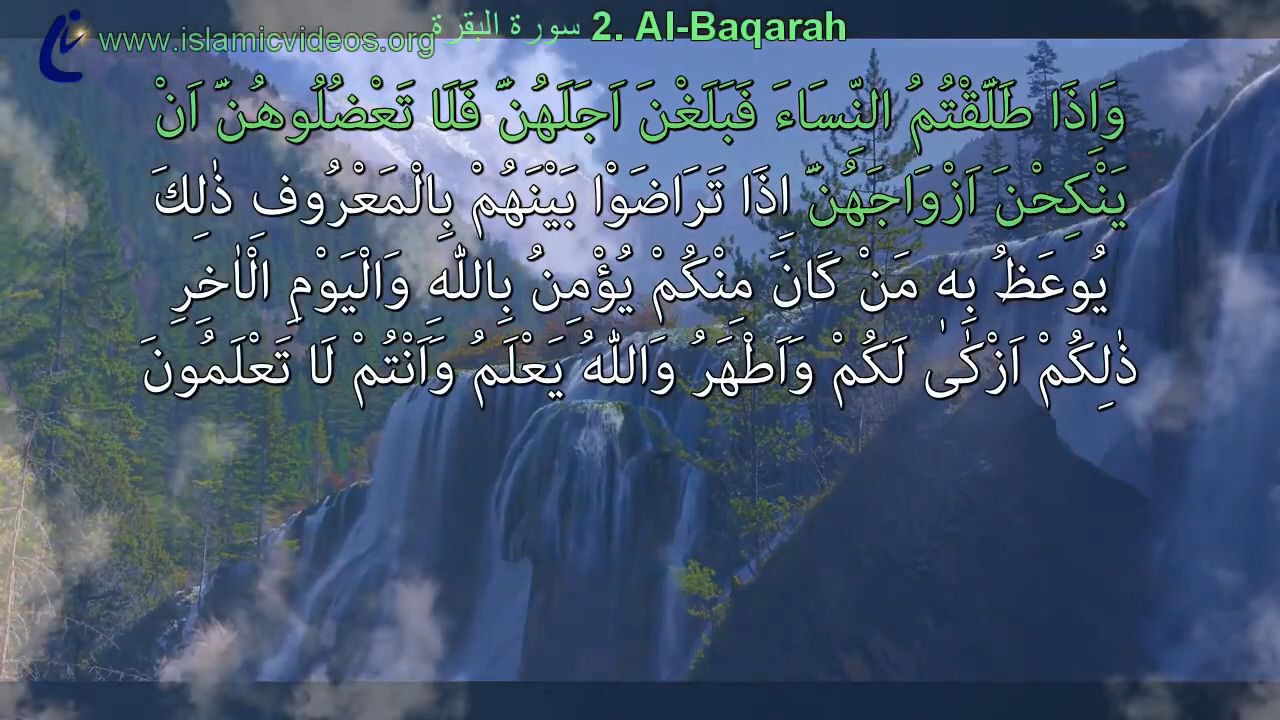 www.islamicvideos.org
سورة البقرة 2. Al-Baqarah
وَاِذَا طَلَّقْتُمُ النِّسَاءَ فَبَلَغْنَ اَجَلَهُنَّ فَلَا تَعْضُلُوهُنَّ اَنْ
يَنْكِحْنَ اَزْوَاجَهُنَّ اِذَا تَرَاضَوْا بَيْنَهُمْ بِالْمَعْرُوفِ ذٰلِكَ
يُوعَظُ بِهِ مَنْ كَانَ مِنْكُمْ يُؤْمِنُ بِاللّٰهِ وَالْيَوْمِ الْاٰخِرِ
ذٰلِكُمْ اَزْكٰى لَكُمْ وَاَطْهَرُ وَاللّٰهُ يَعْلَمُ وَاَنْتُمْ لَا تَعْلَمُونَ